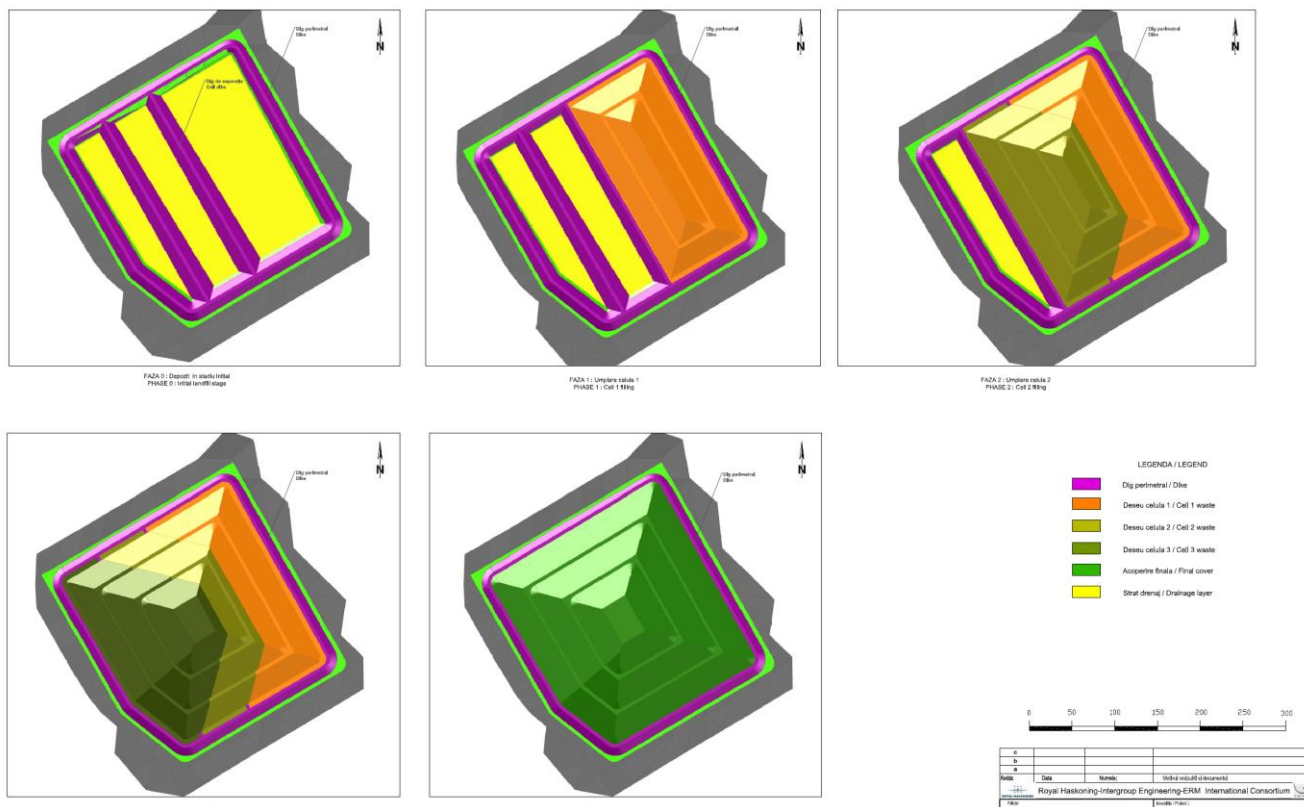 Dig perimetral
Dike
N
Dig de separatie
Cell dike
FAZA 0 : Depozit in stadiu initial
PHASE 0 : Initial landfill stage
Dig perimetral
Dike
N
FAZA 1 : Umplere celula 1
PHASE 1 : Cell 1 filling
Dig perimetral
Dike
N
FAZA 2 : Umplere celula 2
PHASE 2 : Cell 2 filling
Dig perimetral
Dike
N
Dig perimetral
Dike
N
LEGENDA / LEGEND
Dig perimetral / Dike
Deseu celula 1 / Cell 1 waste
Deseu celula 2 / Cell 2 waste
Deseu celula 3 / Cell 3 waste
Acoperire finala / Final cover
Strat drenaj / Drainage layer
0 50 100 150 200 250 300
c
b
a
Data Numele:
Royal Haskoning-Intergroup Engineering-ERM International Consortium